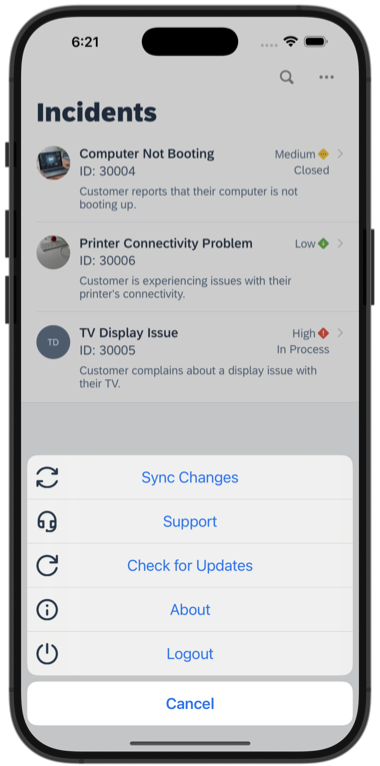 6:21
Incidents
Computer Not Booting
Medium
ID: 30004
Closed
Customer reports that their computer is not
booting up.
Printer Connectivity Problem
Low
ID: 30006
Customer is experiencing issues with their
printer's connectivity.
TD
TV Display Issue
High
ID: 30005
In Process
Customer complains about a display issue with
their TV.
Sync Changes
Support
Check for Updates
About
Logout
Cancel